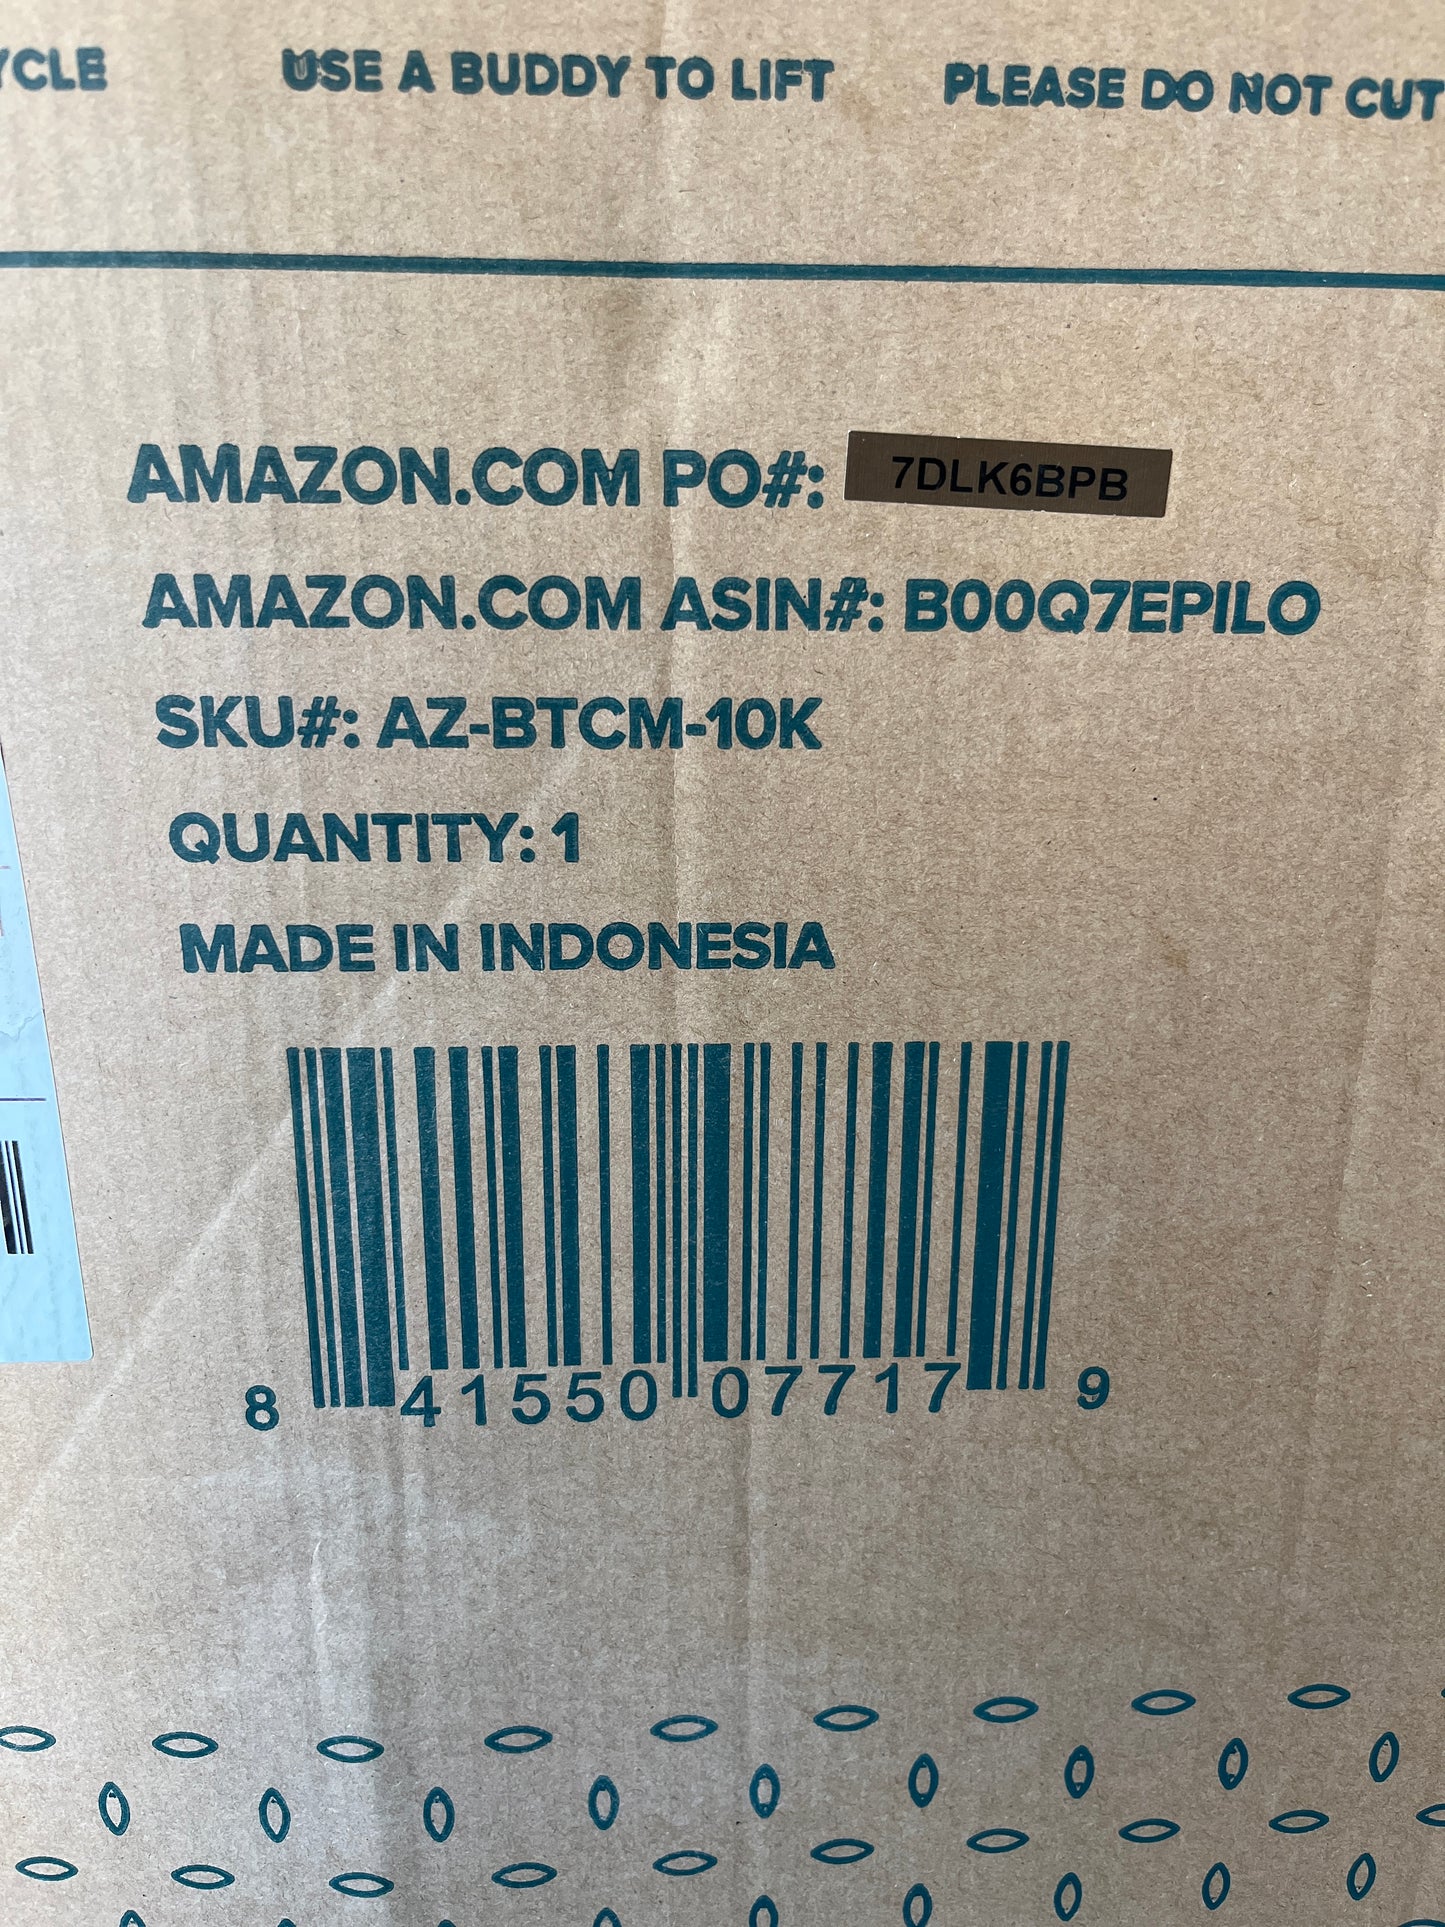 YCLE
USE A BUDDY TO LIFT
PLEASE DO NOT CUT
AMAZON.COM PO#: 7DLK6BPB
AMAZON.COM ASIN#: B00Q7EPILO
SKU#: AZ-BTCM-10K
QUANTITY: 1
MADE IN INDONESIA
8 41550 07717 9